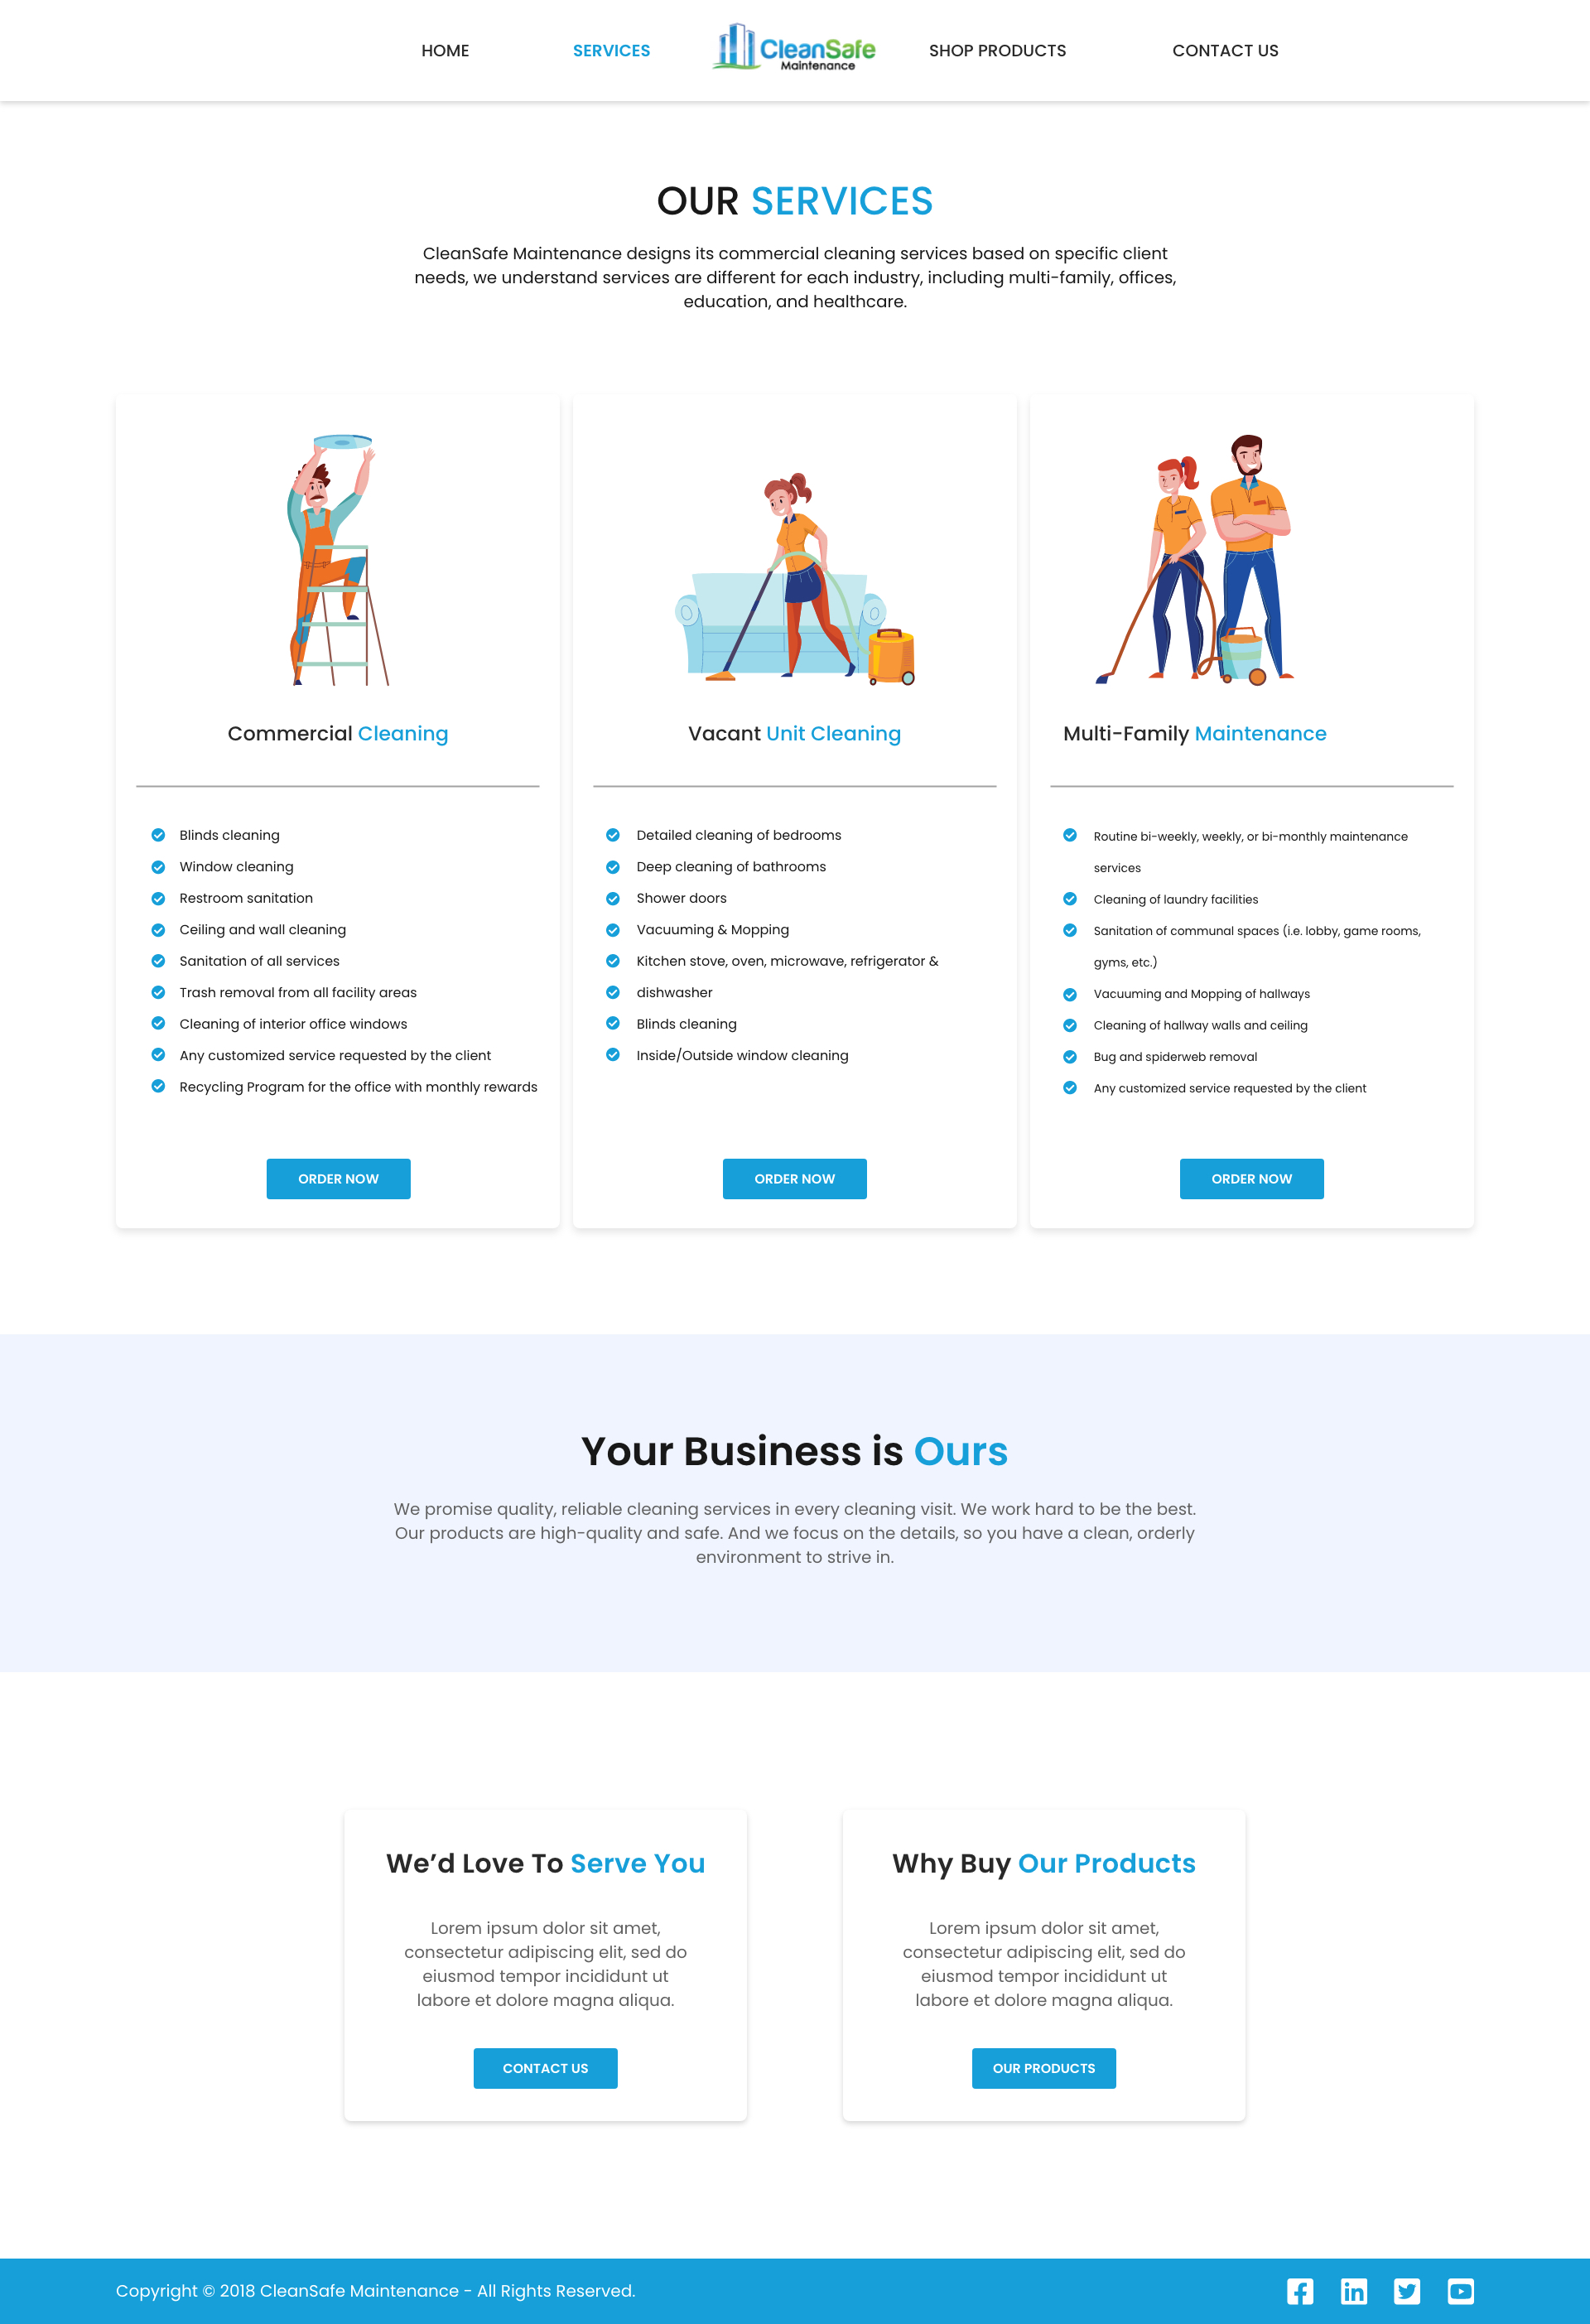 HOME
SERVICES
CleanSafe
Maintenance
SHOP PRODUCTS
CONTACT US
OUR SERVICES
CleanSafe Maintenance designs its commercial cleaning services based on specific client
needs, we understand services are different for each industry, including multi-family, offices,
education, and healthcare.
Commercial Cleaning
Blinds cleaning
Window cleaning
Restroom sanitation
Ceiling and wall cleaning
Sanitation of all services
Trash removal from all facility areas
Cleaning of interior office windows
Any customized service requested by the client
Recycling Program for the office with monthly rewards
ORDER NOW
Vacant Unit Cleaning
Detailed cleaning of bedrooms
Deep cleaning of bathrooms
Shower doors
Vacuuming & Mopping
Kitchen stove, oven, microwave, refrigerator &
dishwasher
Blinds cleaning
Inside/Outside window cleaning
ORDER NOW
Multi-Family Maintenance
Routine bi-weekly, weekly, or bi-monthly maintenance
services
Cleaning of laundry facilities
Sanitation of communal spaces (i.e. lobby, game rooms,
gyms, etc.)
Vacuuming and Mopping of hallways
Cleaning of hallway walls and ceiling
Bug and spiderweb removal
Any customized service requested by the client
ORDER NOW
Your Business is Ours
We promise quality, reliable cleaning services in every cleaning visit. We work hard to be the best.
Our products are high-quality and safe. And we focus on the details, so you have a clean, orderly
environment to strive in.
We’d Love To Serve You
Lorem ipsum dolor sit amet,
consectetur adipiscing elit, sed do
eiusmod tempor incididunt ut
labore et dolore magna aliqua.
CONTACT US
Why Buy Our Products
Lorem ipsum dolor sit amet,
consectetur adipiscing elit, sed do
eiusmod tempor incididunt ut
labore et dolore magna aliqua.
OUR PRODUCTS
Copyright © 2018 CleanSafe Maintenance - All Rights Reserved.